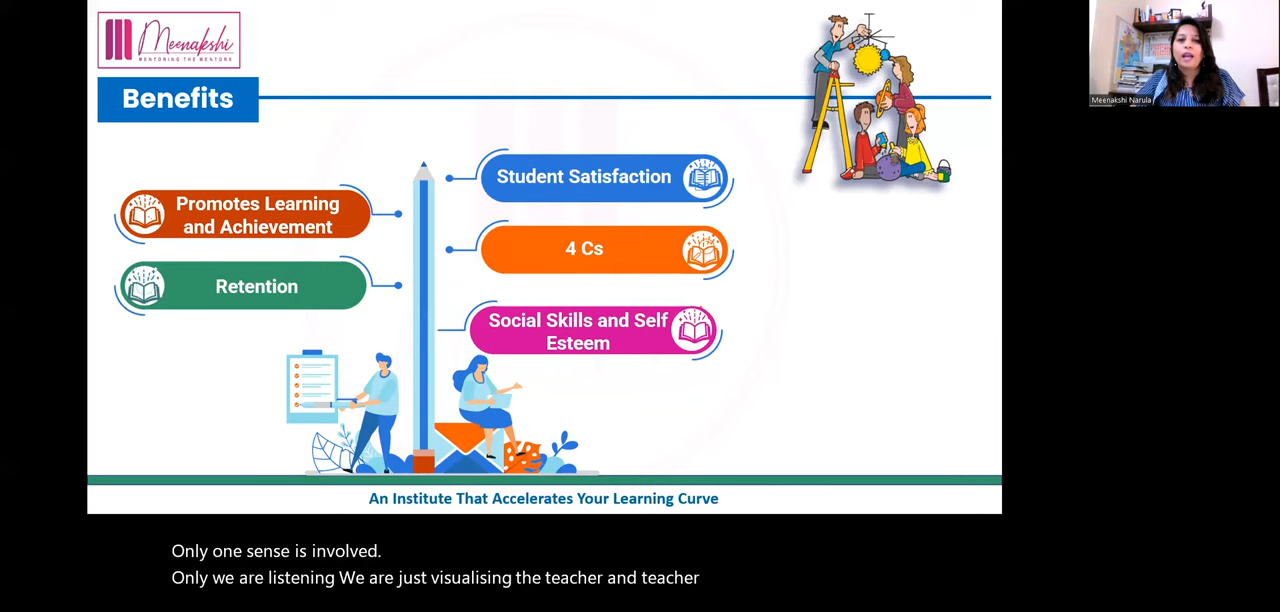 Meenakshi
MENTORING THE MENTORS
Benefits
Meenakshi Narula
Student Satisfaction
Promotes Learning
and Achievement
4 Cs
Retention
Social Skills and Self
Esteem
An Institute That Accelerates Your Learning Curve
Only one sense is involved.
Only we are listening We are just visualising the teacher and teacher